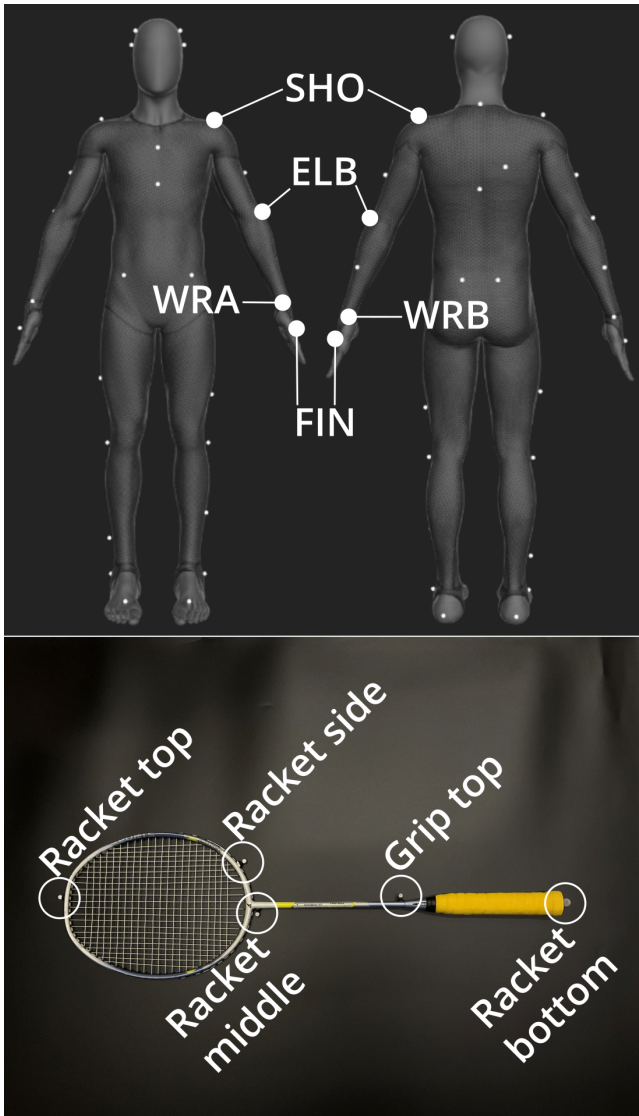 SHO
ELB
WRA
WRB
FIN
Racket top
Racket side
Grip top
Racket
middle
Racket
bottom